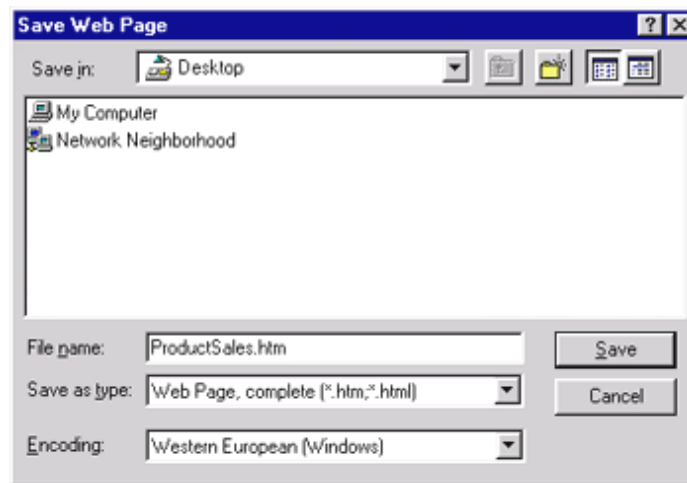 Save Web Page
Save in: Desktop
My Computer
Network Neighborhood
File name: ProductSales.htm Save
Save as type: Web Page, complete (*.htm;*.html) Cancel
Encoding: Western European (Windows)